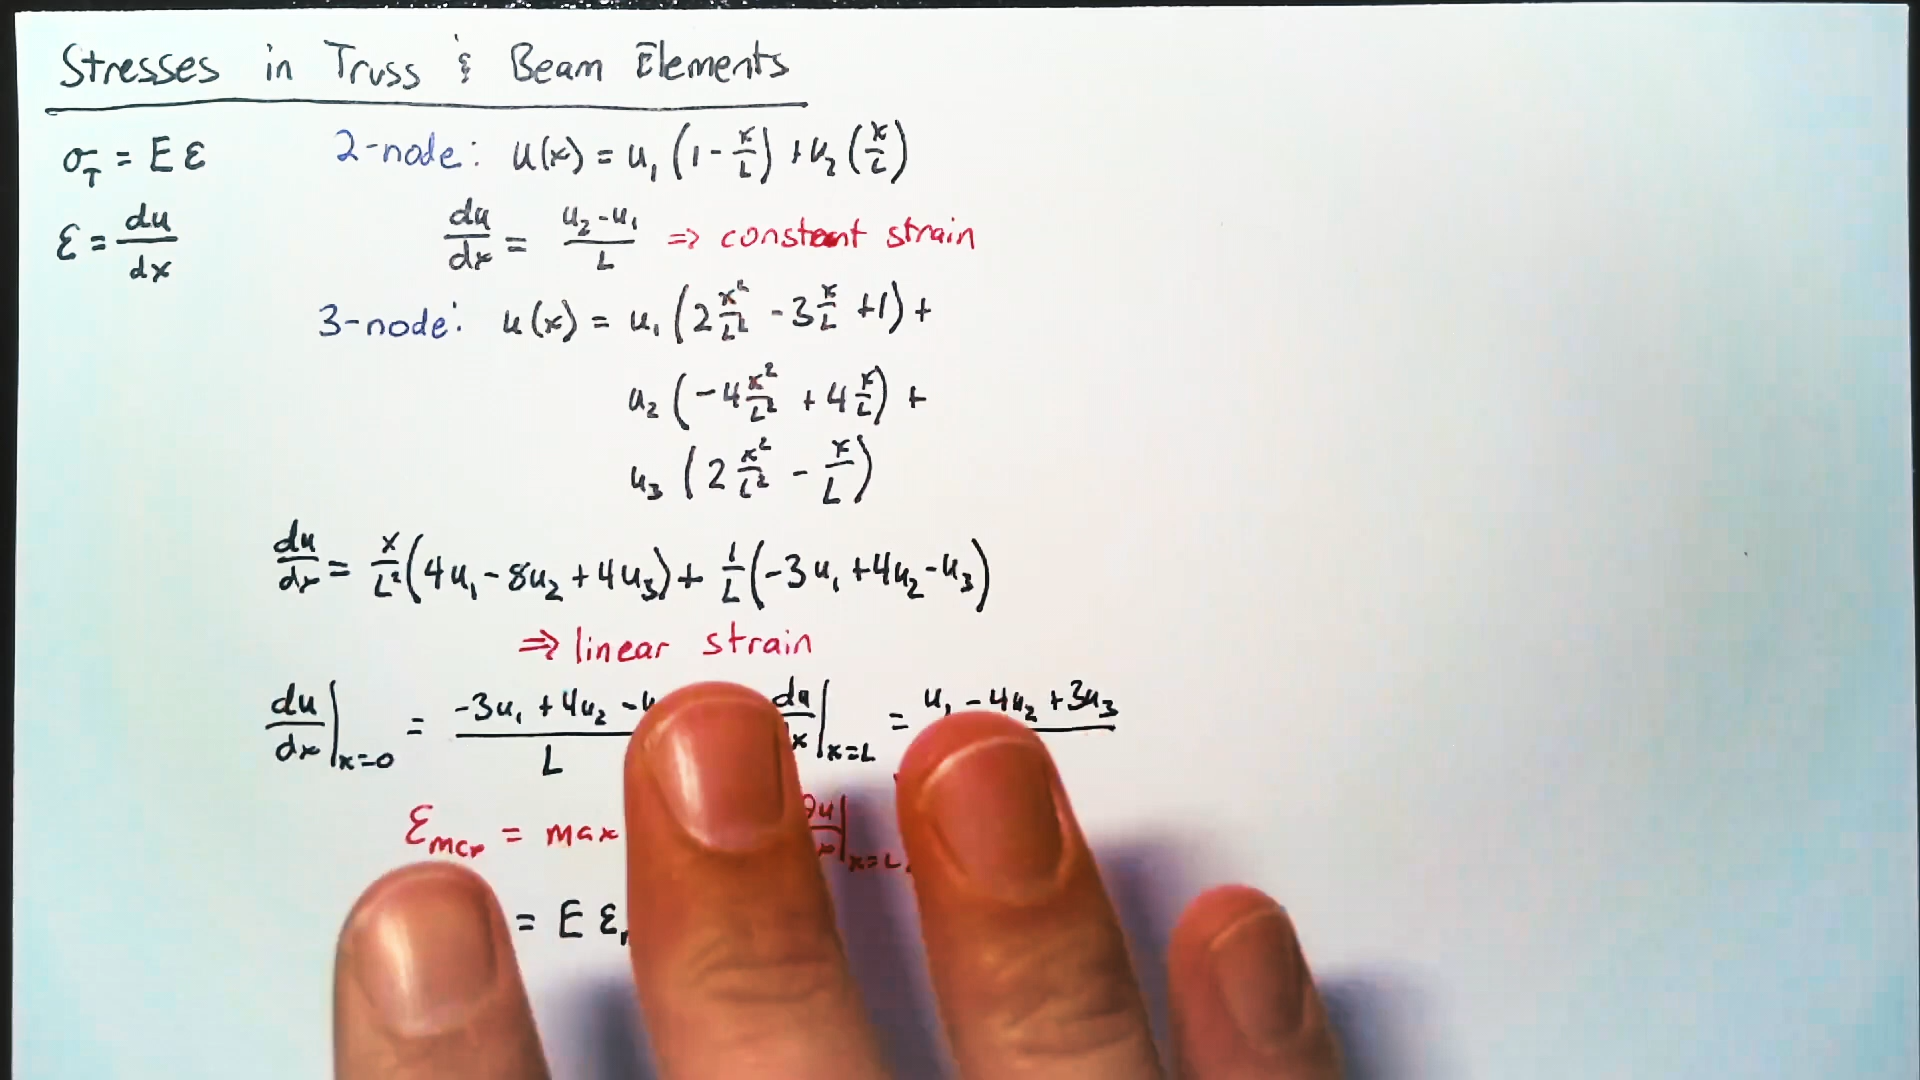 Stresses in Truss & Beam Elements
σ_T = E ε
ε = du/dx
2-node: u(x) = u₁ (1 - x/L) + u₂ (x/L)
du/dx = (u₂ - u₁)/L ⇒ constant strain
3-node: u(x) = u₁ (2 x²/L² - 3 x/L + 1) +
u₂ (-4 x²/L² + 4 x/L) +
u₃ (2 x²/L² - x/L)
du/dx = x/L² (4u₁ - 8u₂ + 4u₃) + 1/L (-3u₁ + 4u₂ - u₃)
⇒ linear strain
du/dx |x=0 = -3u₁ + 4u₂ - / L
du/dx |x=L = u₁ - 4u₂ + 3u₃
ε_max = max x=L
= E ε